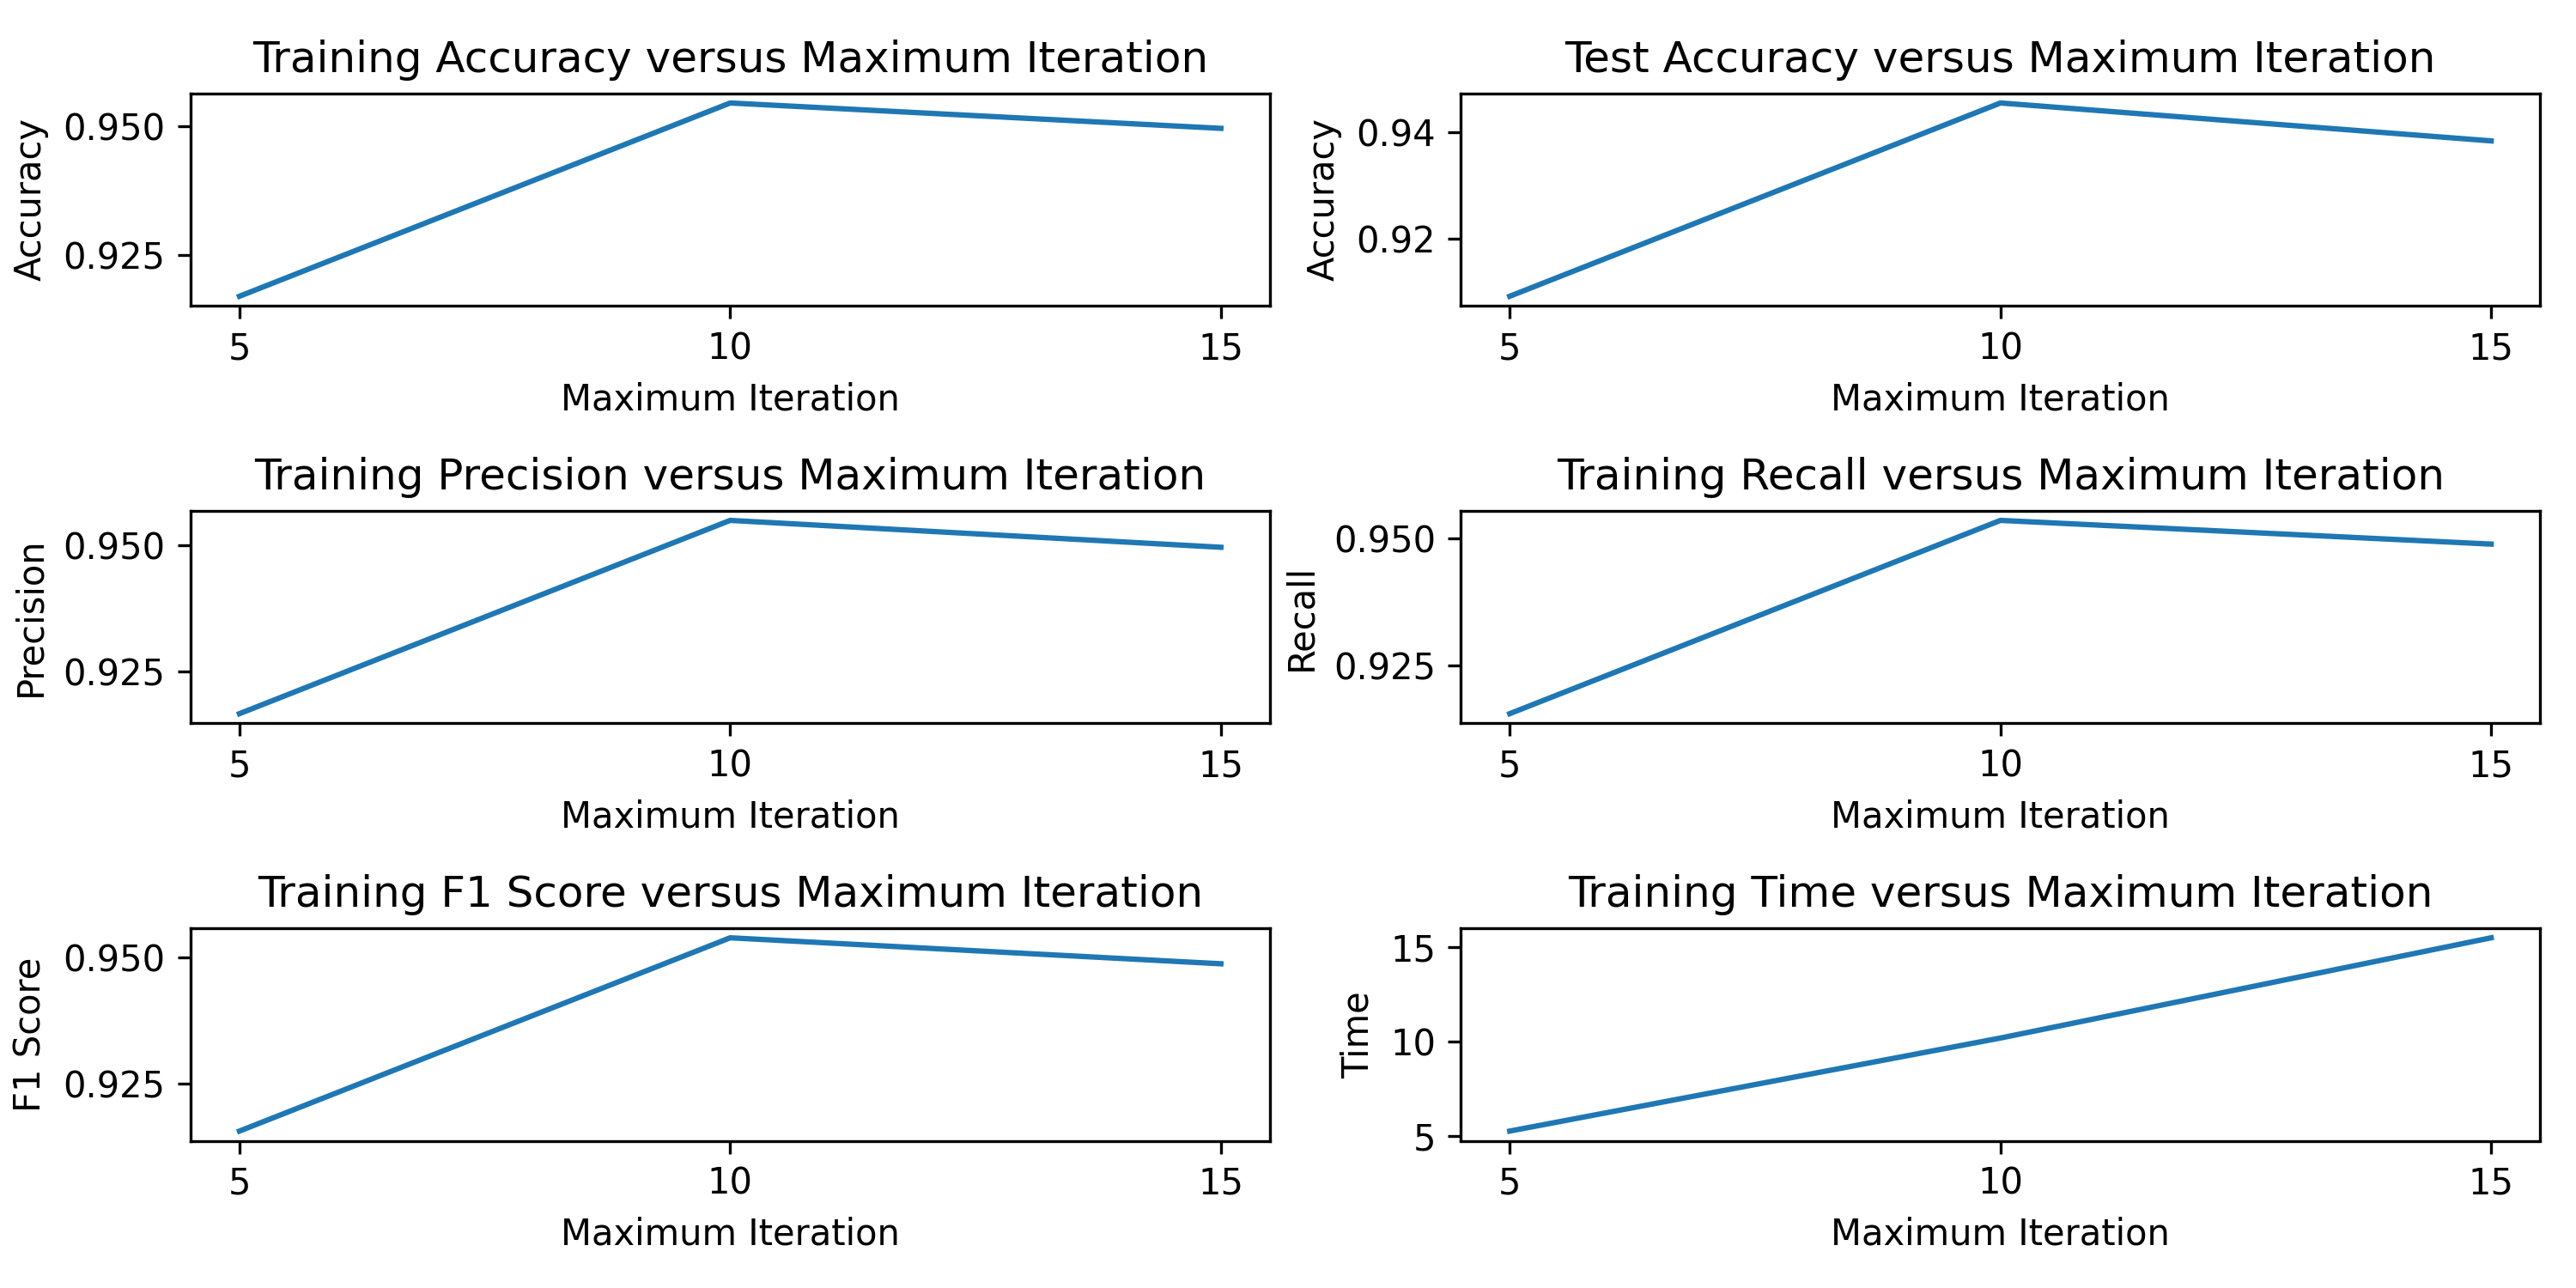 Training Accuracy versus Maximum Iteration
Accuracy
0.950
0.925
5 10 15
Maximum Iteration
Test Accuracy versus Maximum Iteration
Accuracy
0.94
0.92
5 10 15
Maximum Iteration
Training Precision versus Maximum Iteration
Precision
0.950
0.925
5 10 15
Maximum Iteration
Training Recall versus Maximum Iteration
Recall
0.950
0.925
5 10 15
Maximum Iteration
Training F1 Score versus Maximum Iteration
F1 Score
0.950
0.925
5 10 15
Maximum Iteration
Training Time versus Maximum Iteration
Time
15
10
5
5 10 15
Maximum Iteration